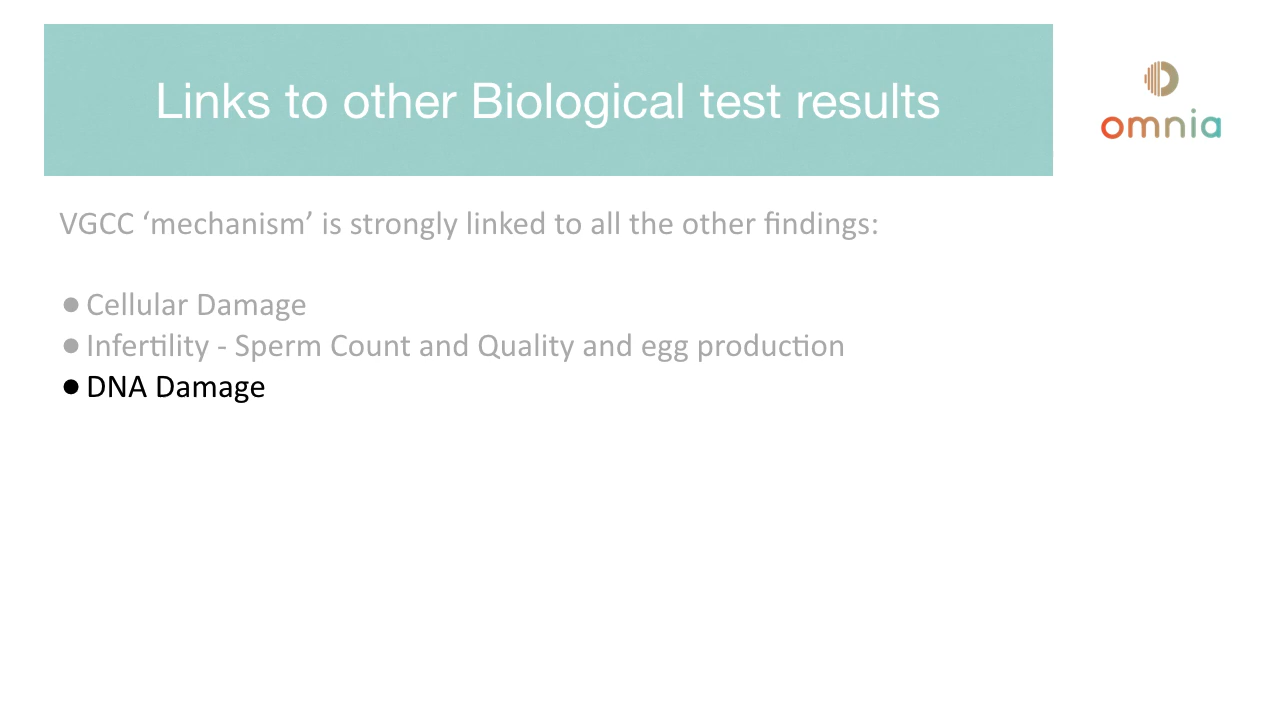 Links to other Biological test results
omnia
VGCC ‘mechanism’ is strongly linked to all the other findings:
● Cellular Damage
● Infertility - Sperm Count and Quality and egg production
● DNA Damage